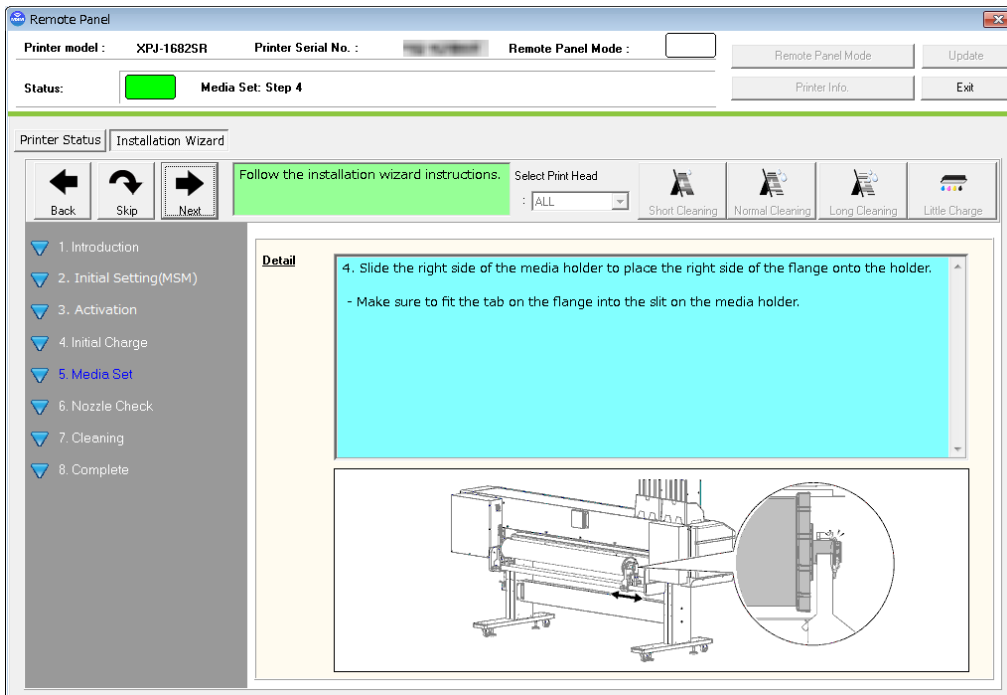 Remote Panel
Printer model : XPJ-1682SR Printer Serial No. : Remote Panel Mode :
Remote Panel Mode Update
Status: Media Set: Step 4
Printer Info. Exit
Printer Status Installation Wizard
Back Skip Next
Follow the installation wizard instructions.
Select Print Head
: ALL
Short Cleaning Normal Cleaning Long Cleaning Little Charge
1. Introduction
2. Initial Setting(MSM)
3. Activation
4. Initial Charge
5. Media Set
6. Nozzle Check
7. Cleaning
8. Complete
Detail
4. Slide the right side of the media holder to place the right side of the flange onto the holder.
- Make sure to fit the tab on the flange into the slit on the media holder.